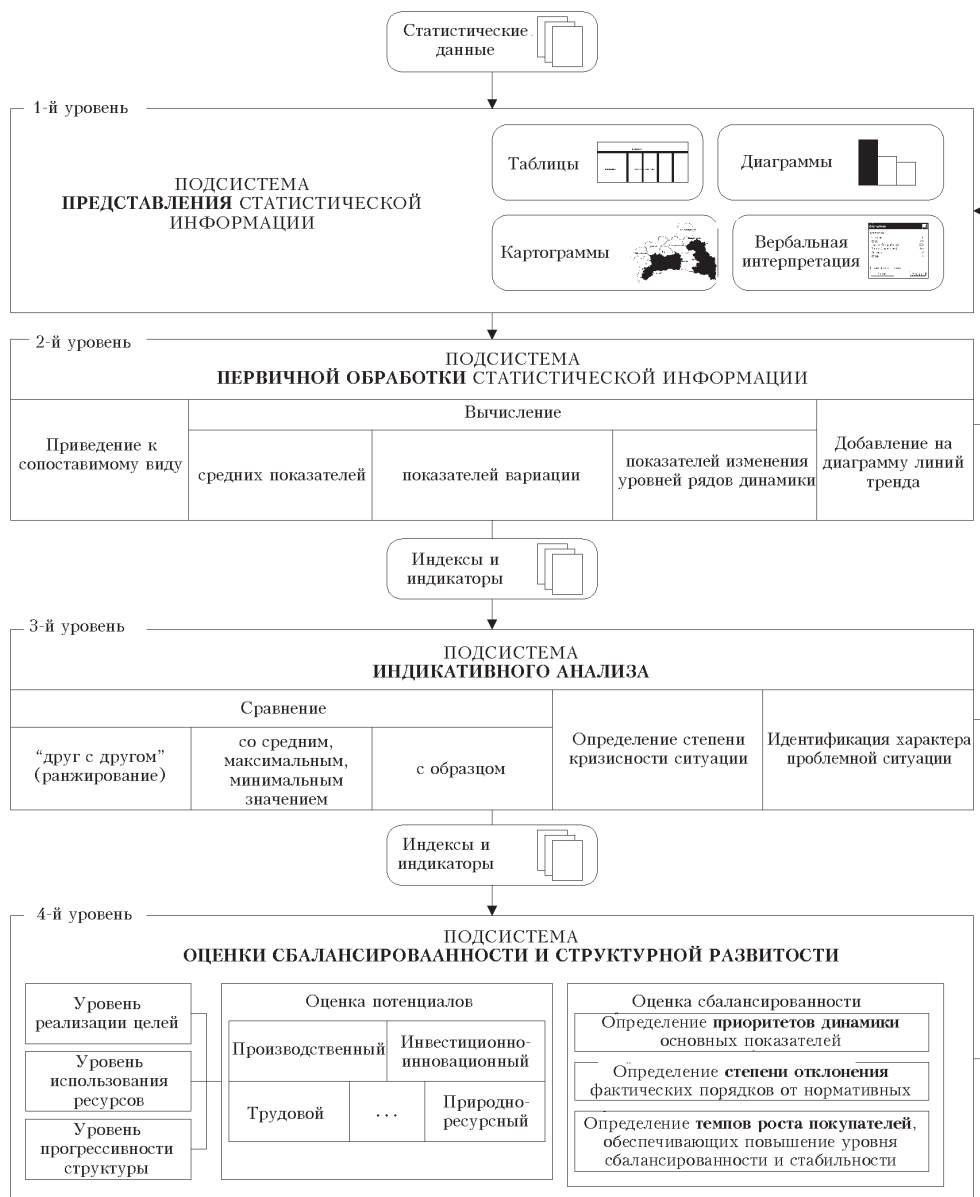 Статистические
данные
1-й уровень
ПОДСИСТЕМА
ПРЕДСТАВЛЕНИЯ СТАТИСТИЧЕСКОЙ
ИНФОРМАЦИИ
Таблицы
Диаграммы
Картограммы
Вербальная
интерпретация
2-й уровень
ПОДСИСТЕМА
ПЕРВИЧНОЙ ОБРАБОТКИ СТАТИСТИЧЕСКОЙ ИНФОРМАЦИИ
Приведение к
сопоставимому виду
Вычисление
средних показателей
показателей вариации
показателей изменения
уровней рядов динамики
Добавление на
диаграмму линий
тренда
Индексы и
индикаторы
3-й уровень
ПОДСИСТЕМА
ИНДИКАТИВНОГО АНАЛИЗА
Сравнение
“друг с другом”
(ранжирование)
со средним,
максимальным,
минимальным
значением
с образцом
Определение степени
кризисности ситуации
Идентификация характера
проблемной ситуации
Индексы и
индикаторы
4-й уровень
ПОДСИСТЕМА
ОЦЕНКИ СБАЛАНСИРОВААННОСТИ И СТРУКТУРНОЙ РАЗВИТОСТИ
Уровень
реализации целей
Уровень
использования
ресурсов
Уровень
прогрессивности
структуры
Оценка потенциалов
Производственный
Инвестиционно-
инновационный
Трудовой
...
Природно-
ресурсный
Оценка сбалансированности
Определение приоритетов динамики
основных показателей
Определение степени отклонения
фактических порядков от нормативных
Определение темпов роста покупателей,
обеспечивающих повышение уровня
сбалансированности и стабильности